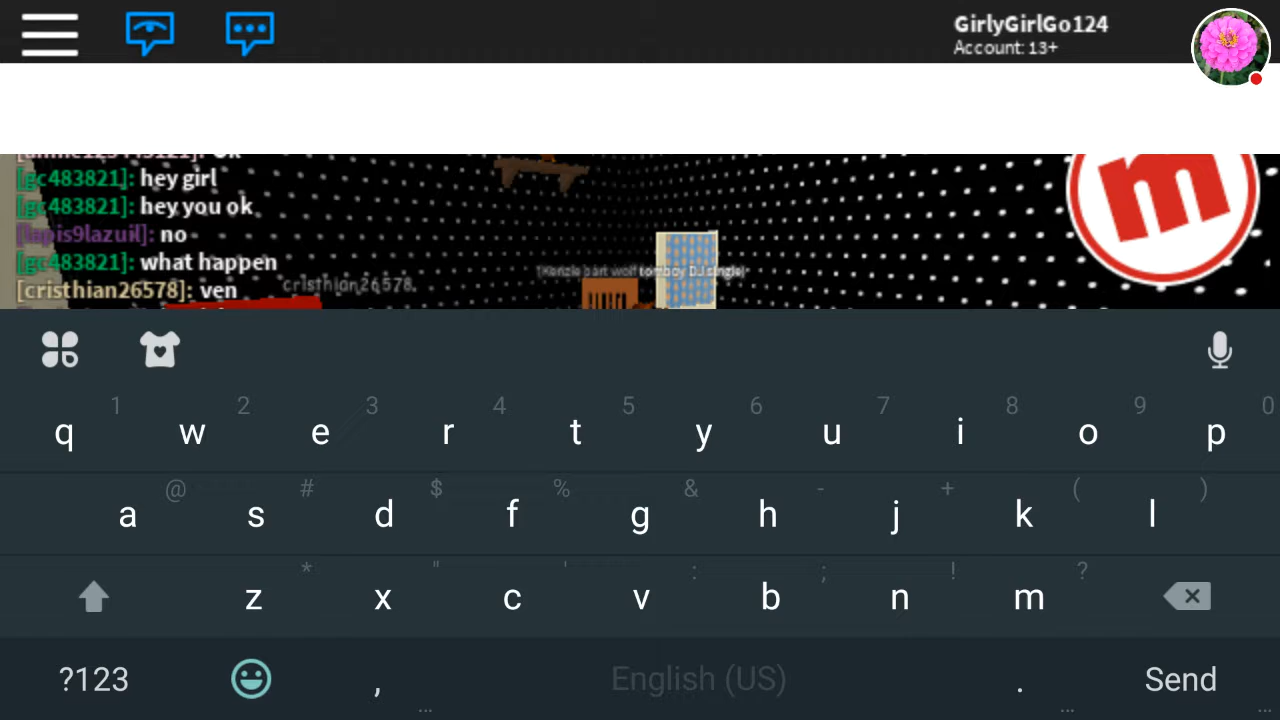 GirlyGirlGo124
Account: 13+
[gc483821]: hey girl
[gc483821]: hey you ok
[lapis9lazuil]: no
[gc483821]: what happen
[cristhian26578]: ven
cristhian26578
tomboy DJ single)
m
1 2 3 4 5 6 7 8 9 0
q w e r t y u i o p
@ # $ % & - + ( )
a s d f g h j k l
* " ' : ; ! ?
z x c v b n m
?123 , English (US) . Send